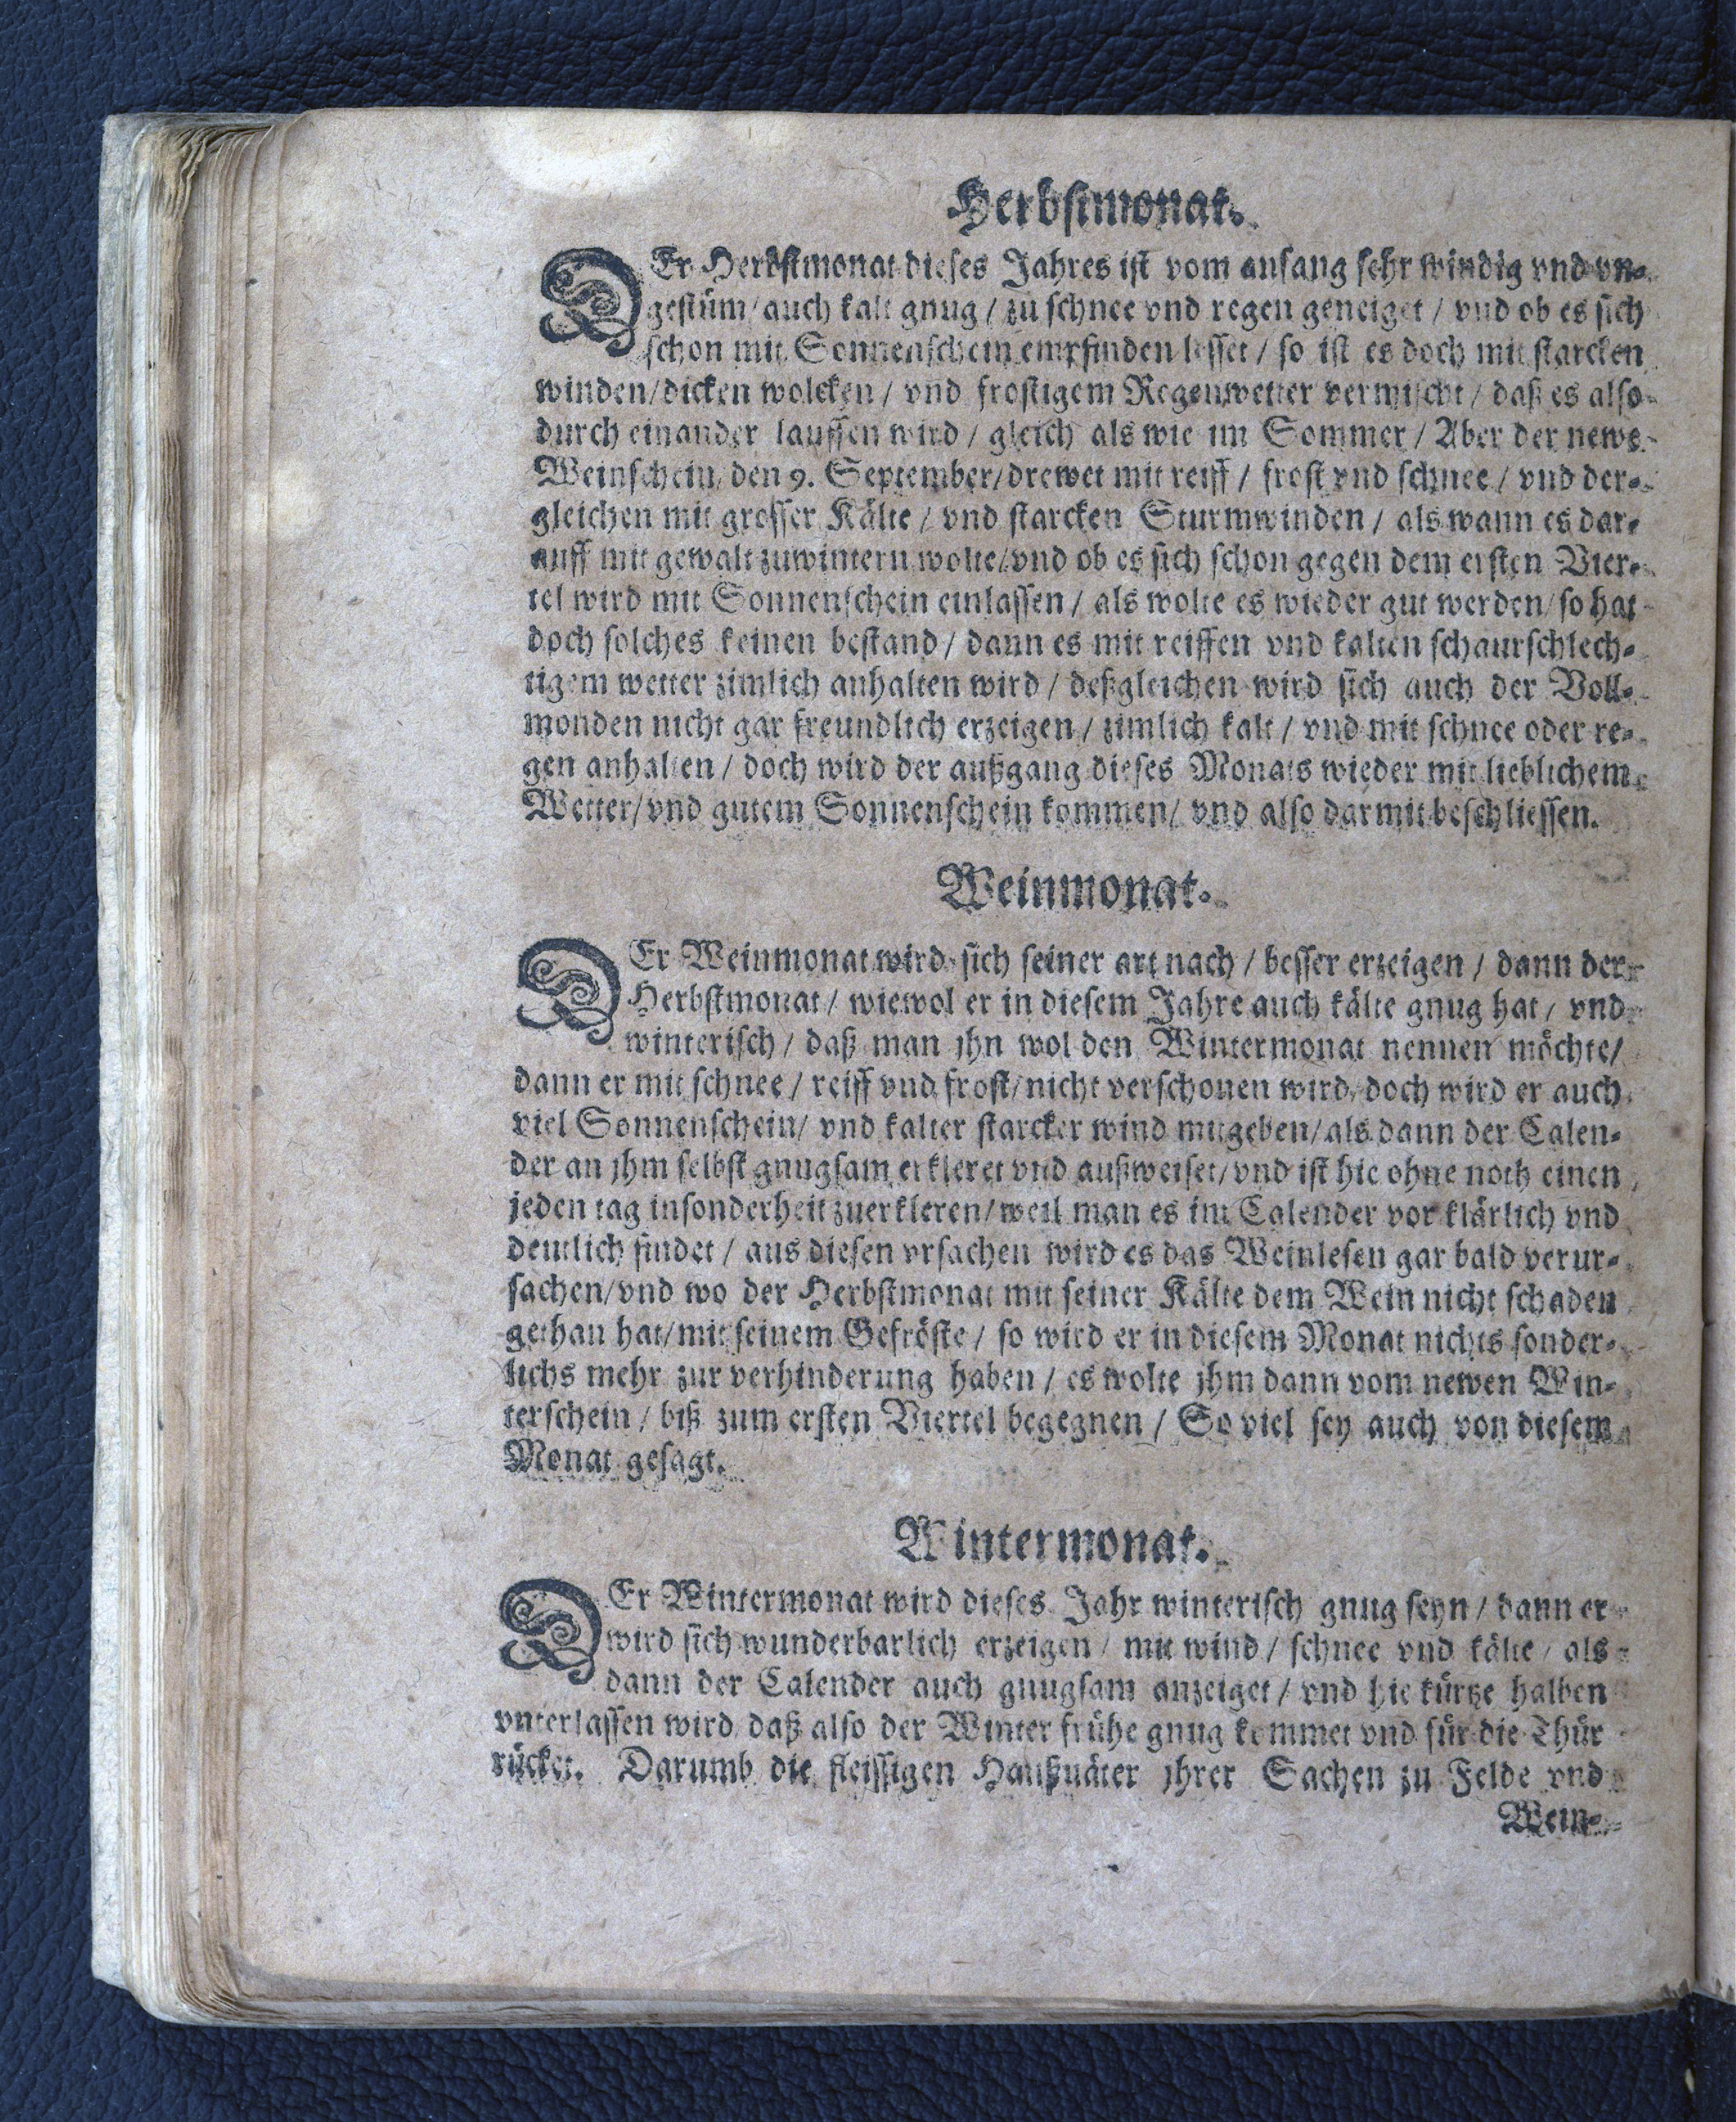 Herbstmonat.
DEr Herbstmonat dieses Jahres ist vom anfang sehr windig vnd vn-
gestüm / auch kalt gnug / zu schnee vnd regen geneiget / vnd ob es sich
schon mit Sonnenschein empfinden lesset / so ist es doch mit starcken
winden / dicken wolcken / vnd frostigem Regenwetter vermischt / daß es also
durch einander lauffen wird / gleich als wie im Sommer / Aber der newe
Weinschein / den 9. September / drewet mit reiff / frost vnd schnee / vnd der-
gleichen mit grosser Kälte / vnd starcken Sturmwinden / als wann es dar-
auff mit gewalt zuwintern wolte / vnd ob es sich schon gegen dem ersten Vier-
tel wird mit Sonnenschein einlassen / als wolte es wieder gut werden / so hat
doch solches keinen bestand / dann es mit reiffen vnd kalten schaurschlech-
tigem wetter zimlich anhalten wird / deßgleichen wird sich auch der Voll-
monden nicht gar freundlich erzeigen / zimlich kalt / vnd mit schnee oder re-
gen anhalten / doch wird der außgang dieses Monats wieder mit lieblichem
Wetter / vnd gutem Sonnenschein kommen / vnd also darmit beschliessen.
Weinmonat.
DEr Weinmonat wird sich seiner art nach / besser erzeigen / dann der
Herbstmonat / wiewol er in diesem Jahre auch kälte gnug hat / vnd
winterisch / daß man jhn wol den Wintermonat nennen möchte /
dann er mit schnee / reiff vnd frost / nicht verschonen wird / doch wird er auch
viel Sonnenschein / vnd kalter starcker wind mitgeben / als dann der Calen-
der an jhm selbst gnugsam erkleret vnd außweiset / vnd ist hie ohne noth einen
jeden tag insonderheit zuerkleren / weil man es im Calender vor klärlich vnd
deutlich findet / aus diesen vrsachen wird es das Weinlesen gar bald verur-
sachen / vnd wo der Herbstmonat mit seiner Kälte dem Wein nicht schaden
gethan hat / mit seinem Gefröste / so wird er in diesem Monat nichts sonder-
lichs mehr zur verhinderung haben / es wolte jhm dann vom newen Win-
terschein / biß zum ersten Viertel begegnen / So viel sey auch von diesem
Monat gesagt.
Wintermonat.
DEr Wintermonat wird dieses Jahr winterisch gnug seyn / dann er
wird sich wunderbarlich erzeigen / mit wind / schnee vnd kälte / als
dann der Calender auch gnugsam anzeiget / vnd hie kürtze halben
vnterlassen wird / daß also der Winter frühe gnug kommet vnd für die Thür
rücket. Darumb die fleissigen Haußväter jhrer Sachen zu Felde vnd
Wein-